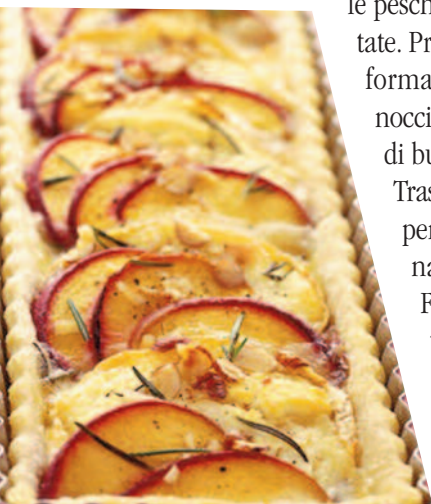 le pesch
tate. Pr
forma
nocci
di bu
Tras
per
na
F